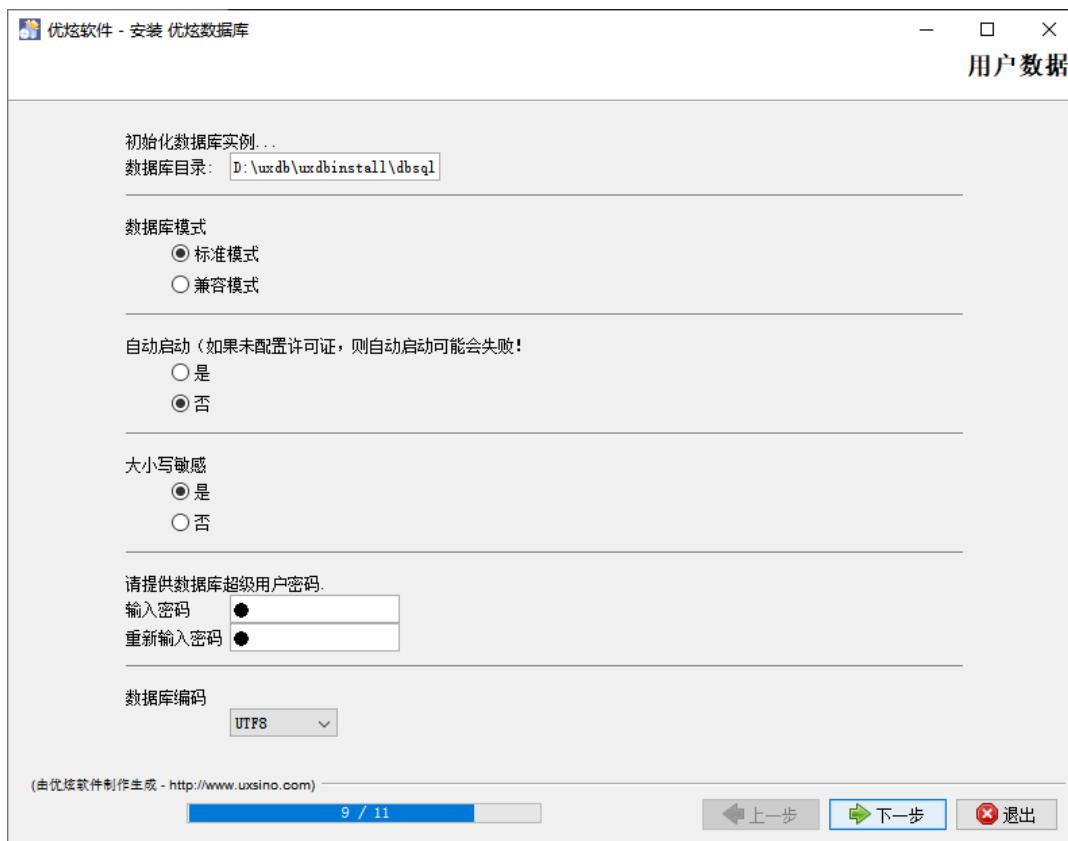 优炫软件 - 安装 优炫数据库
用户数据
初始化数据库实例...
数据库目录: D:\uxdb\uxdbinstall\dbsql
数据库模式
标准模式
兼容模式
自动启动（如果未配置许可证，则自动启动可能会失败!
是
否
大小写敏感
是
否
请提供数据库超级用户密码.
输入密码
重新输入密码
数据库编码
UTF8
(由优炫软件制作生成 - http://www.uxsino.com)
9 / 11
上一步
下一步
退出